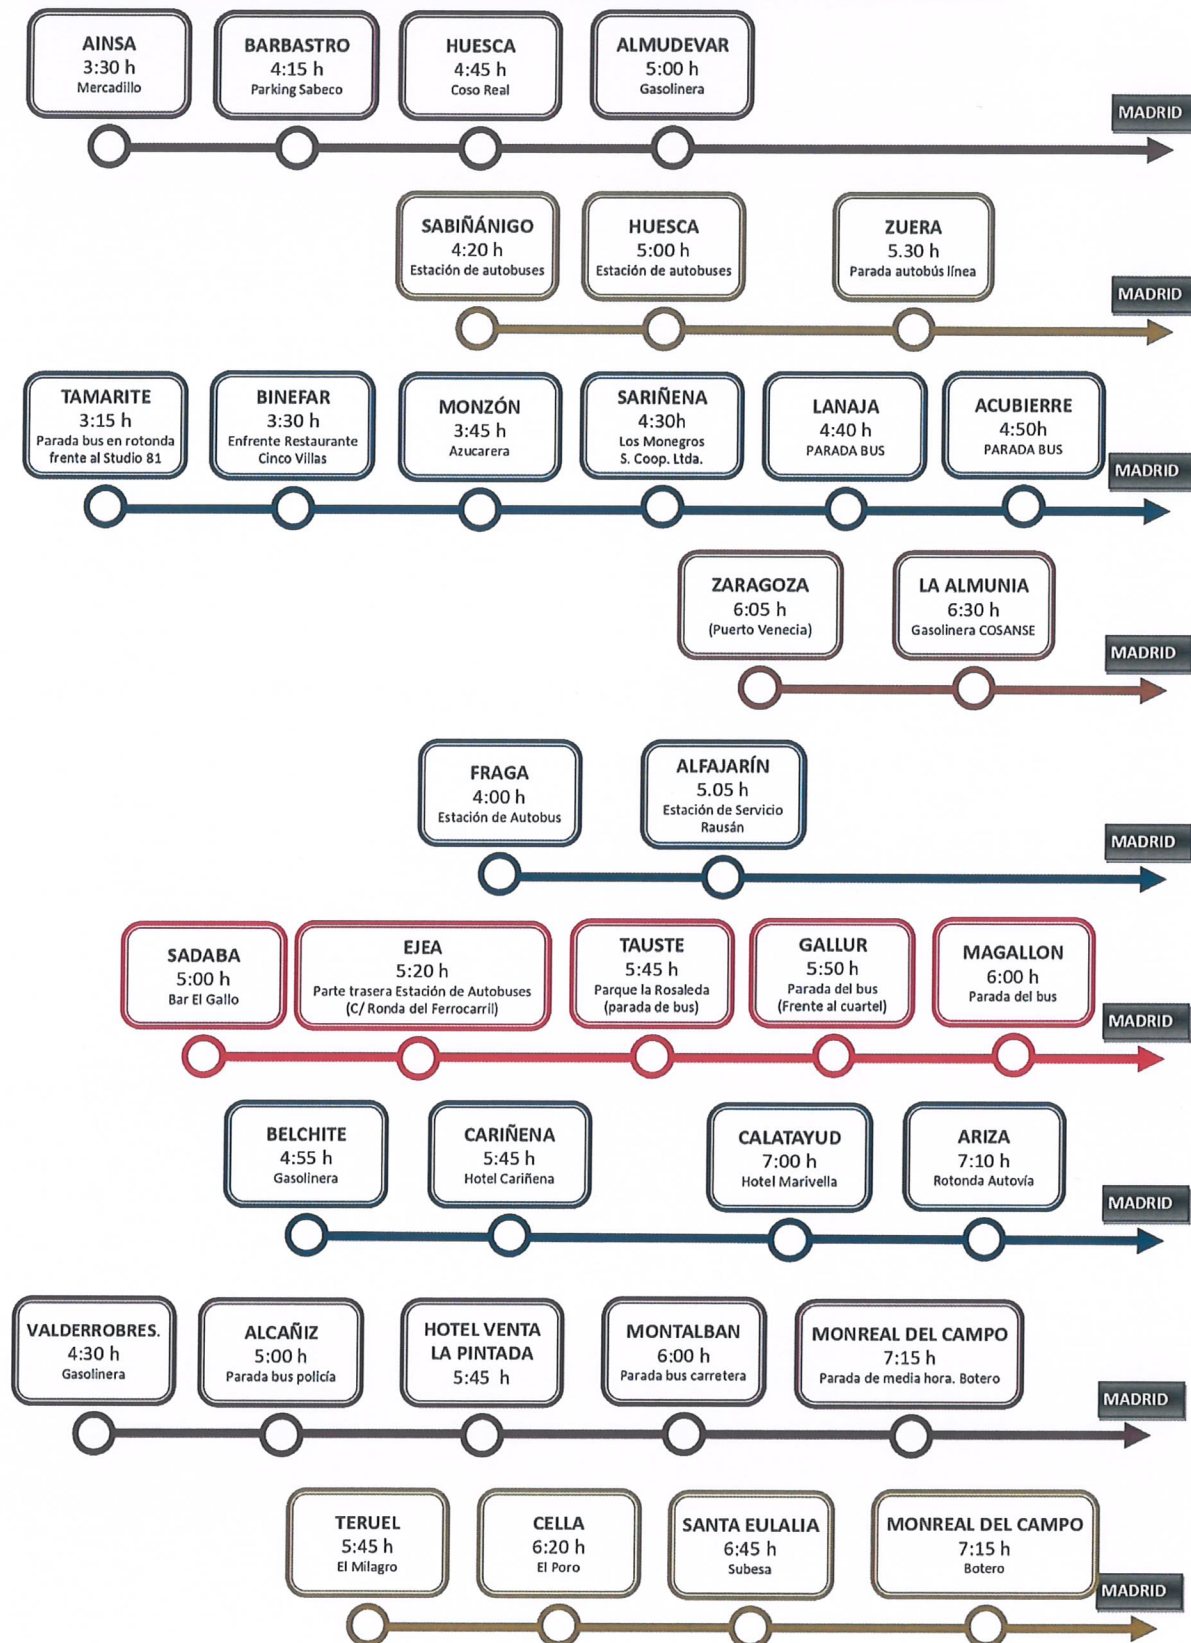 AINSA
3:30 h
Mercadillo
BARBASTRO
4:15 h
Parking Sabeco
HUESCA
4:45 h
Coso Real
ALMUDEVAR
5:00 h
Gasolinera
MADRID
SABIÑÁNIGO
4:20 h
Estación de autobuses
HUESCA
5:00 h
Estación de autobuses
ZUERA
5.30 h
Parada autobús línea
MADRID
TAMARITE
3:15 h
Parada bus en rotonda
frente al Studio 81
BINEFAR
3:30 h
Enfrente Restaurante
Cinco Villas
MONZÓN
3:45 h
Azucarera
SARIÑENA
4:30h
Los Monegros
S. Coop. Ltda.
LANAJA
4:40 h
PARADA BUS
ACUBIERRE
4:50h
PARADA BUS
MADRID
ZARAGOZA
6:05 h
(Puerto Venecia)
LA ALMUNIA
6:30 h
Gasolinera COSANSE
MADRID
FRAGA
4:00 h
Estación de Autobus
ALFAJARÍN
5.05 h
Estación de Servicio
Rausán
MADRID
SADABA
5:00 h
Bar El Gallo
EJEA
5:20 h
Parte trasera Estación de Autobuses
(C/ Ronda del Ferrocarril)
TAUSTE
5:45 h
Parque la Rosaleda
(parada de bus)
GALLUR
5:50 h
Parada del bus
(Frente al cuartel)
MAGALLON
6:00 h
Parada del bus
MADRID
BELCHITE
4:55 h
Gasolinera
CARIÑENA
5:45 h
Hotel Cariñena
CALATAYUD
7:00 h
Hotel Marivella
ARIZA
7:10 h
Rotonda Autovía
MADRID
VALDERROBRES.
4:30 h
Gasolinera
ALCAÑIZ
5:00 h
Parada bus policía
HOTEL VENTA
LA PINTADA
5:45 h
MONTALBAN
6:00 h
Parada bus carretera
MONREAL DEL CAMPO
7:15 h
Parada de media hora. Botero
MADRID
TERUEL
5:45 h
El Milagro
CELLA
6:20 h
El Poro
SANTA EULALIA
6:45 h
Subesa
MONREAL DEL CAMPO
7:15 h
Botero
MADRID